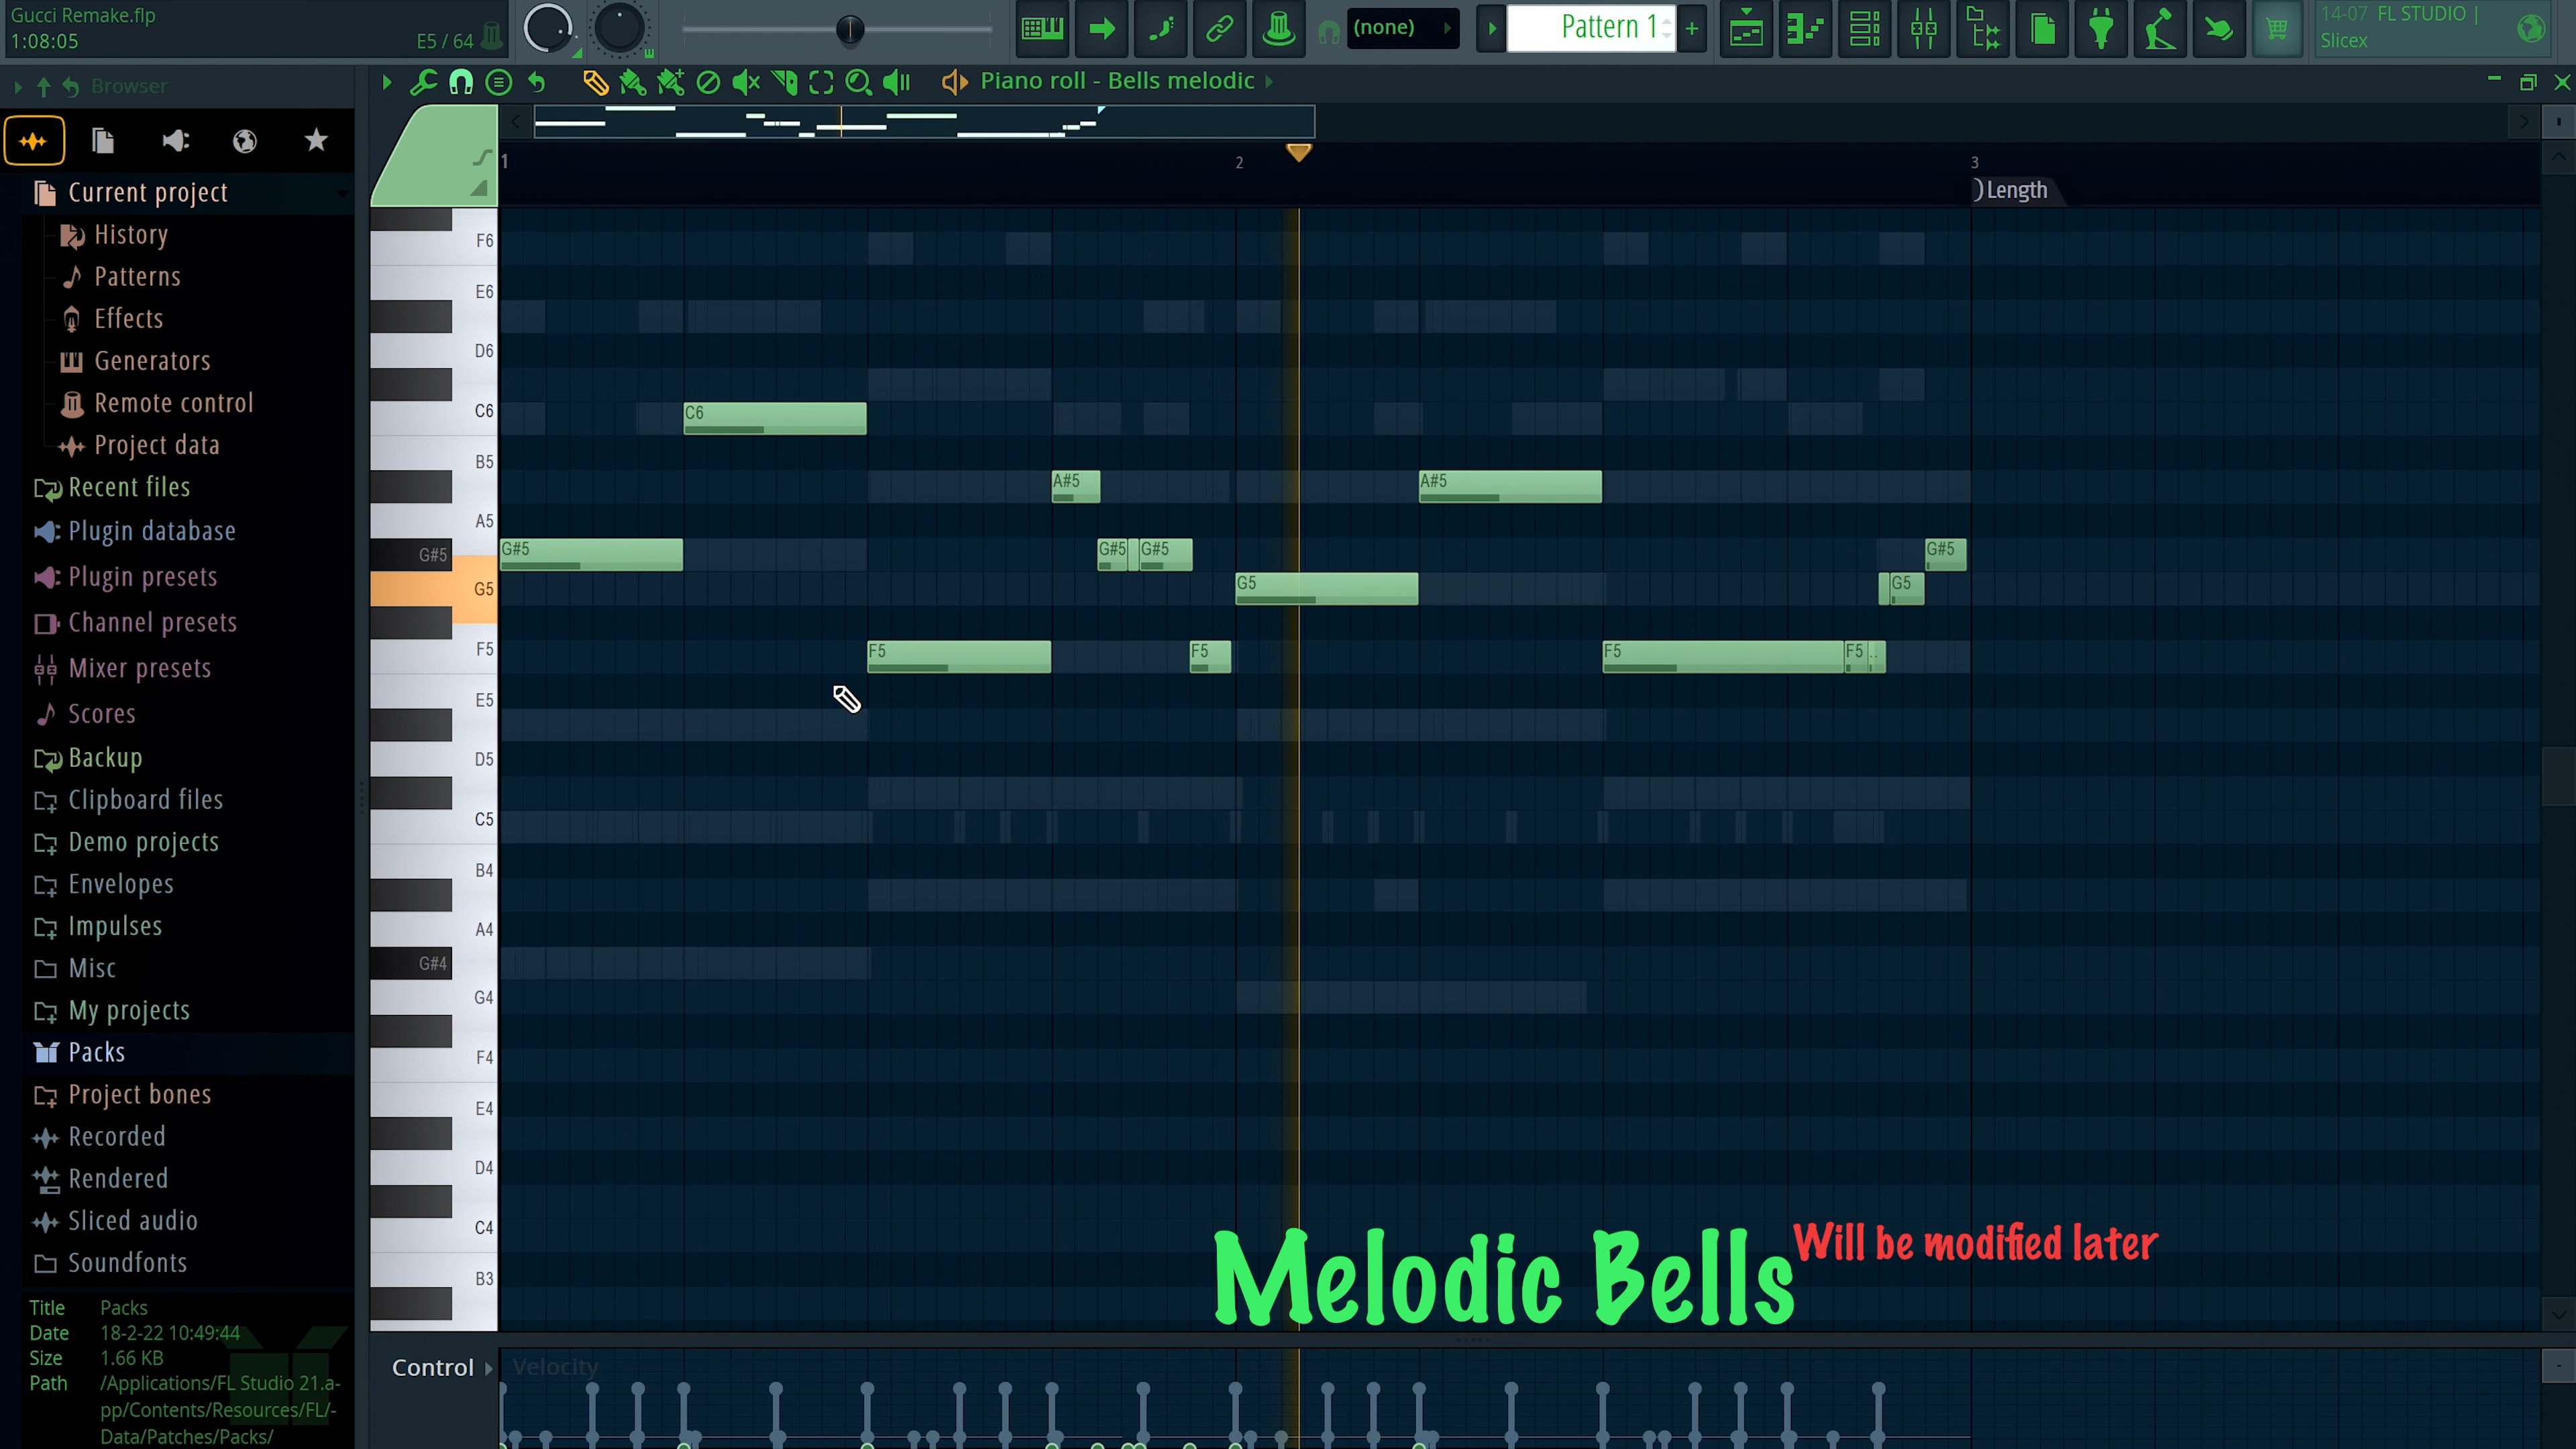 Gucci Remake.flp
1:08:05
E5 / 64
(none)
Pattern 1
14-07 FL STUDIO |
Slicex
Browser
Piano roll - Bells melodic
1
2
3
Length
Current project
History
Patterns
Effects
Generators
Remote control
Project data
Recent files
Plugin database
Plugin presets
Channel presets
Mixer presets
Scores
Backup
Clipboard files
Demo projects
Envelopes
Impulses
Misc
My projects
Packs
Project bones
Recorded
Rendered
Sliced audio
Soundfonts
Title Packs
Date 18-2-22 10:49:44
Size 1.66 KB
Path /Applications/FL Studio 21.a-
pp/Contents/Resources/FL/-
Data/Patches/Packs/
F6
E6
D6
C6
B5
A5
G#5
G5
F5
E5
D5
C5
B4
A4
G#4
G4
F4
E4
D4
C4
B3
C6
A#5
A#5
G#5
G#5
G#5
G#5
G5
G5
F5
F5
F5
F5 ..
Melodic Bells
Will be modified later
Control
Velocity